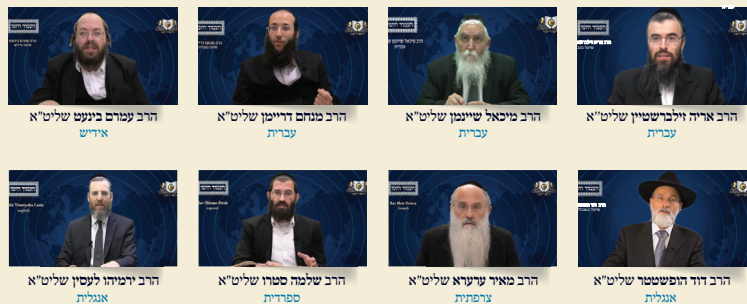 הרב אריה זילברשטיין שליט"א
עברית
הרב מיכאל שיינמן שליט"א
עברית
הרב מנחם דריימן שליט"א
עברית
הרב עמרם בינעט שליט"א
אידיש
הרב דוד הופשטטר שליט"א
אנגלית
הרב מאיר ערערא שליט"א
צרפתית
הרב שלמה סטרו שליט"א
ספרדית
הרב ירמיהו לעסין שליט"א
אנגלית